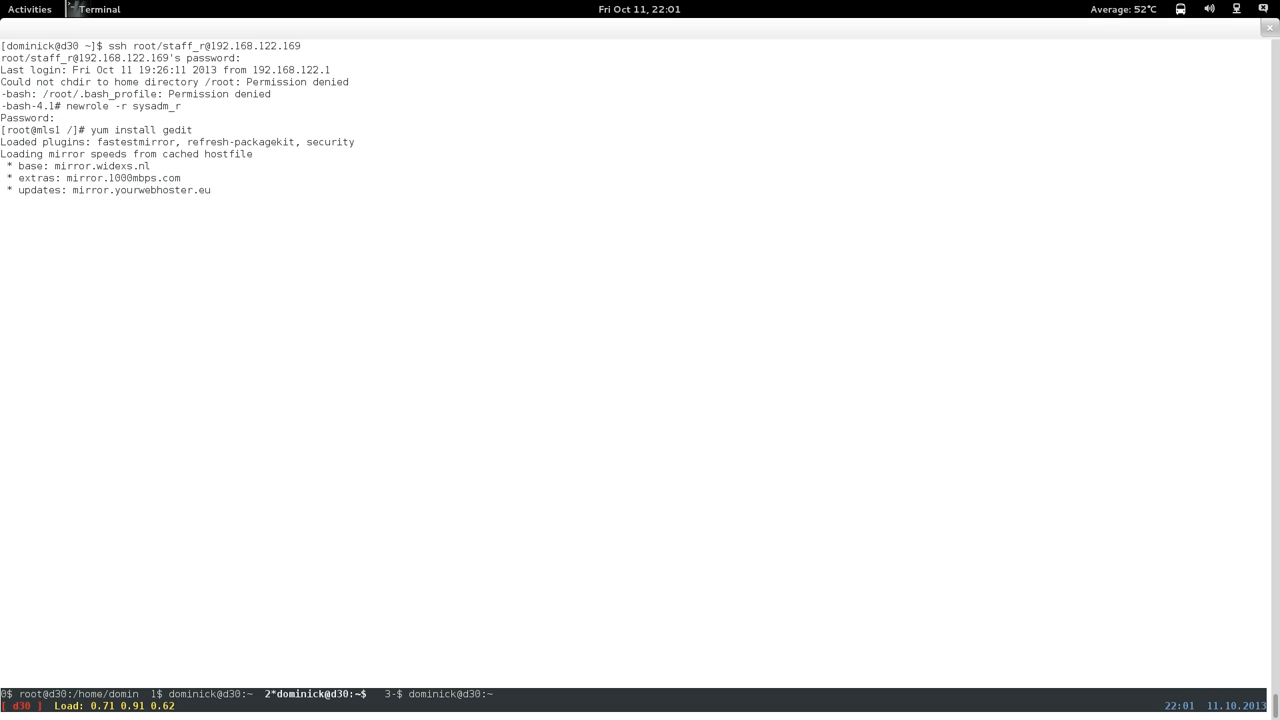 Activities Terminal Fri Oct 11, 22:01 Average: 52°C
[dominick@d30 ~]$ ssh root/staff_r@192.168.122.169
root/staff_r@192.168.122.169's password:
Last login: Fri Oct 11 19:26:11 2013 from 192.168.122.1
Could not chdir to home directory /root: Permission denied
-bash: /root/.bash_profile: Permission denied
-bash-4.1# newrole -r sysadm_r
Password:
[root@mls1 /]# yum install gedit
Loaded plugins: fastestmirror, refresh-packagekit, security
Loading mirror speeds from cached hostfile
 * base: mirror.widexs.nl
 * extras: mirror.1000mbps.com
 * updates: mirror.yourwebhoster.eu
0$ root@d30:/home/domin  1$ dominick@d30:~  2*dominick@d30:~$   3-$ dominick@d30:~
[ d30 ]  Load: 0.71 0.91 0.62 22:01  11.10.2013